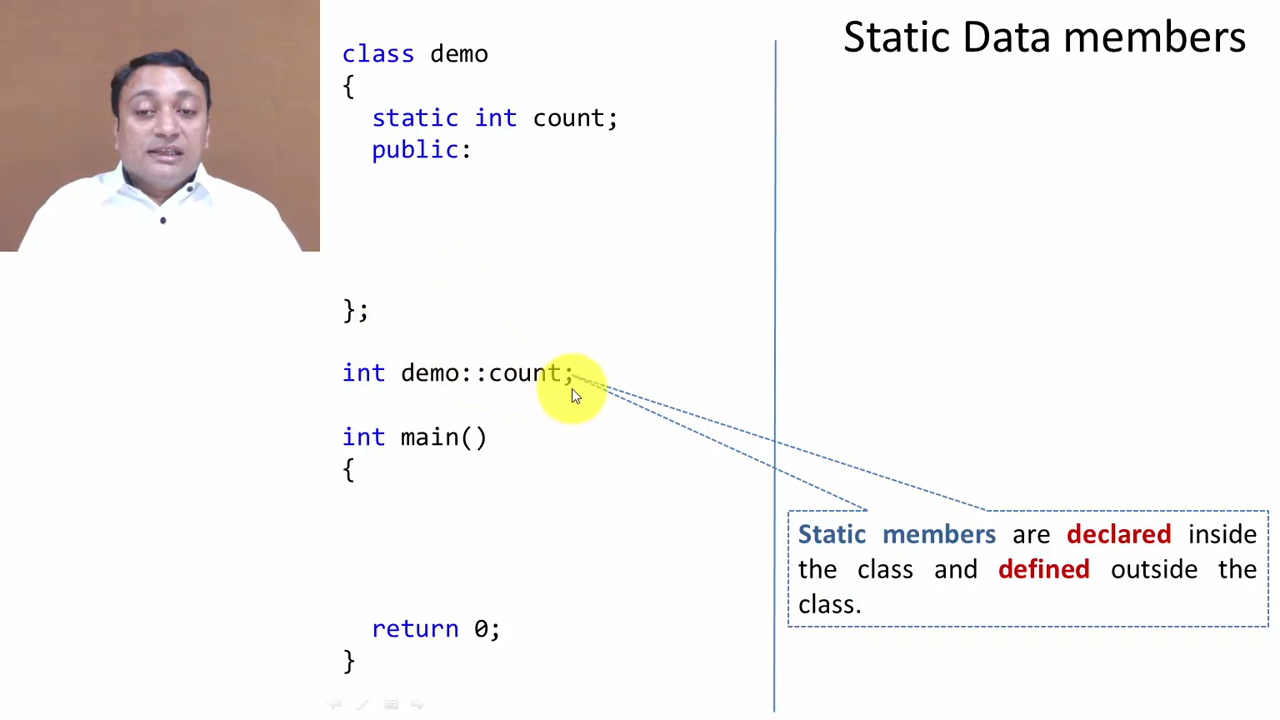 Static Data members
class demo
{
static int count;
public:
};
int demo::count;
int main()
{
return 0;
}
Static members are declared inside
the class and defined outside the
class.